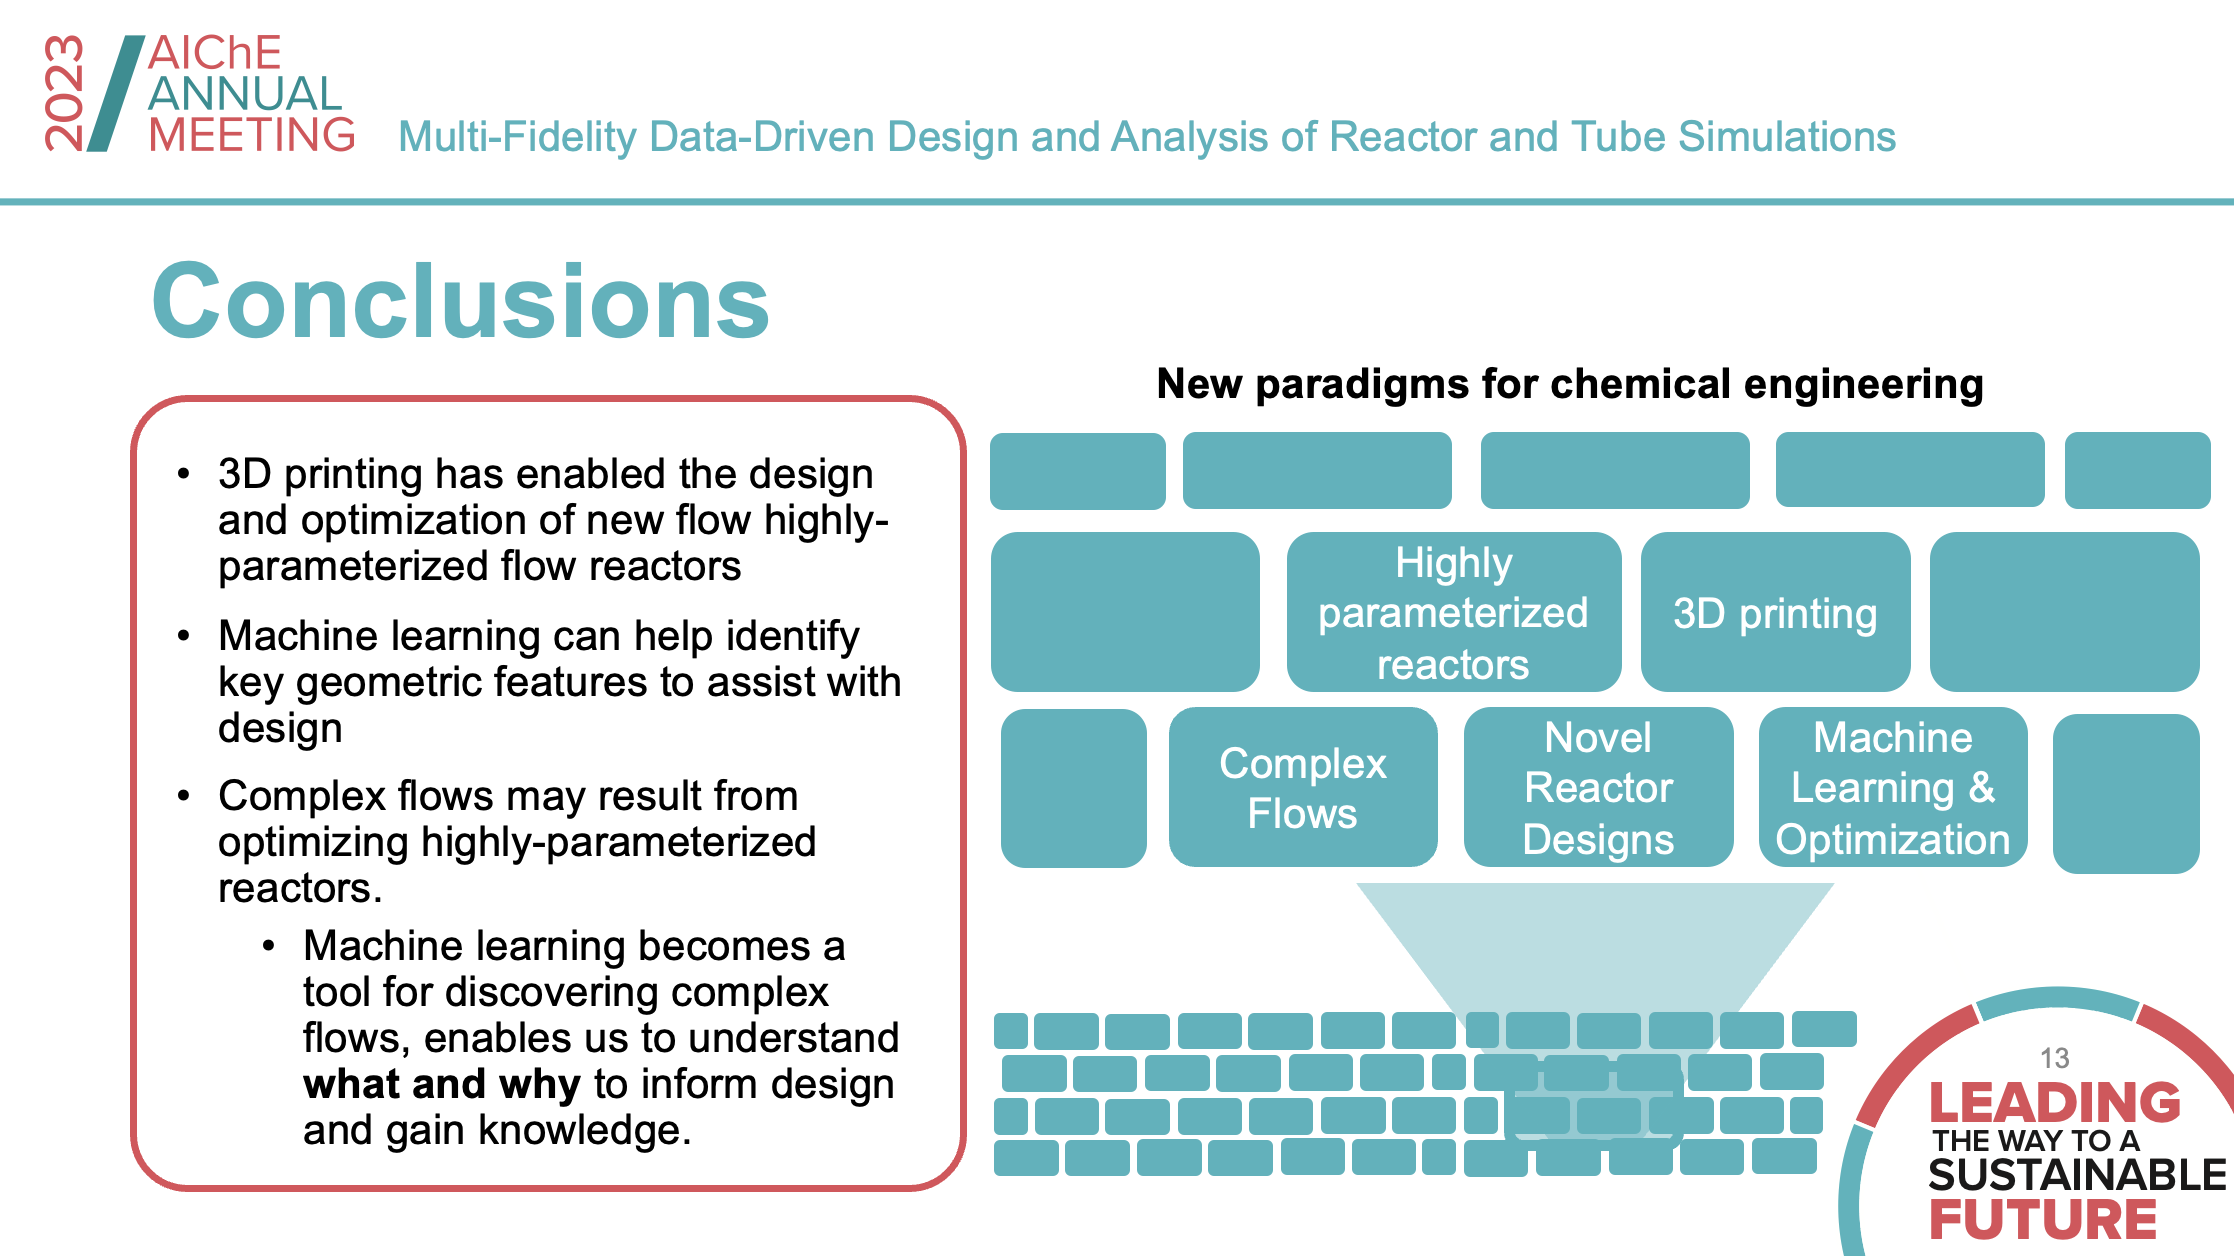 2023
AIChE
ANNUAL
MEETING
Multi-Fidelity Data-Driven Design and Analysis of Reactor and Tube Simulations
Conclusions
• 3D printing has enabled the design
and optimization of new flow highly-
parameterized flow reactors
• Machine learning can help identify
key geometric features to assist with
design
• Complex flows may result from
optimizing highly-parameterized
reactors.
• Machine learning becomes a
tool for discovering complex
flows, enables us to understand
what and why to inform design
and gain knowledge.
New paradigms for chemical engineering
Highly
parameterized
reactors
3D printing
Complex
Flows
Novel
Reactor
Designs
Machine
Learning &
Optimization
13
LEADING
THE WAY TO A
SUSTAINABLE
FUTURE